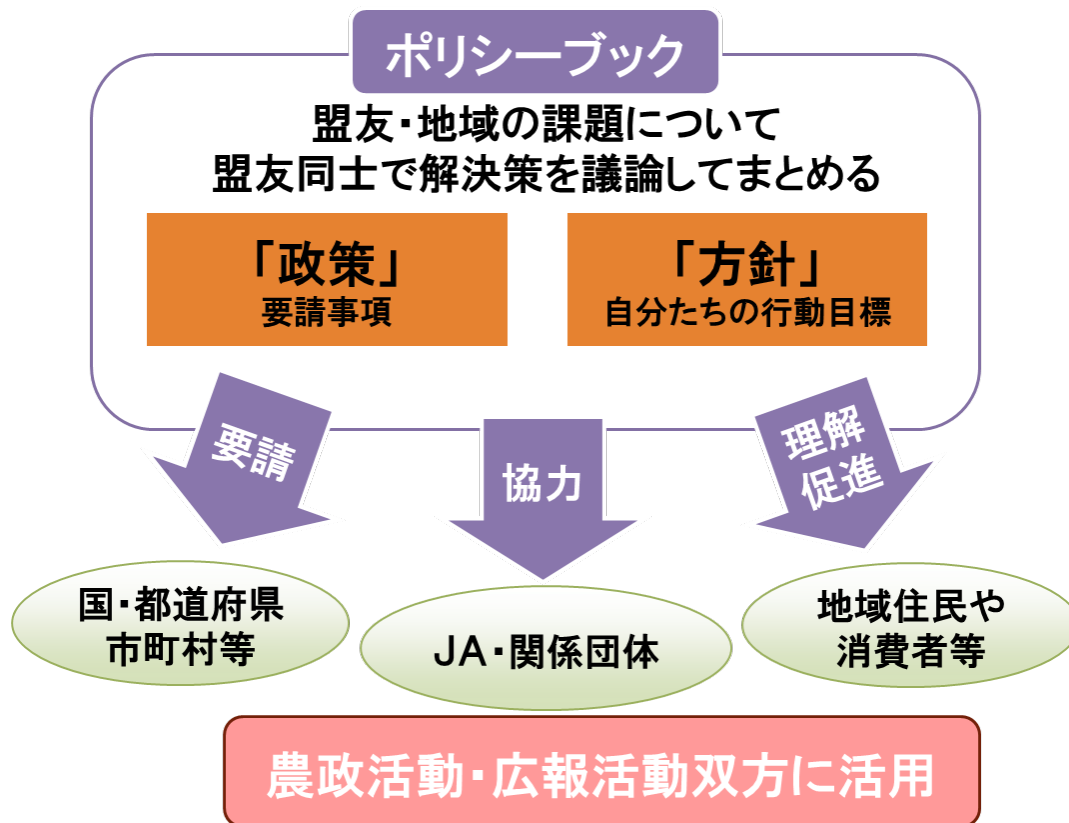 ポリシーブック
盟友・地域の課題について
盟友同士で解決策を議論してまとめる
「政策」
要請事項
「方針」
自分たちの行動目標
要請
協力
理解
促進
国・都道府県
市町村等
JA・関係団体
地域住民や
消費者等
農政活動・広報活動双方に活用